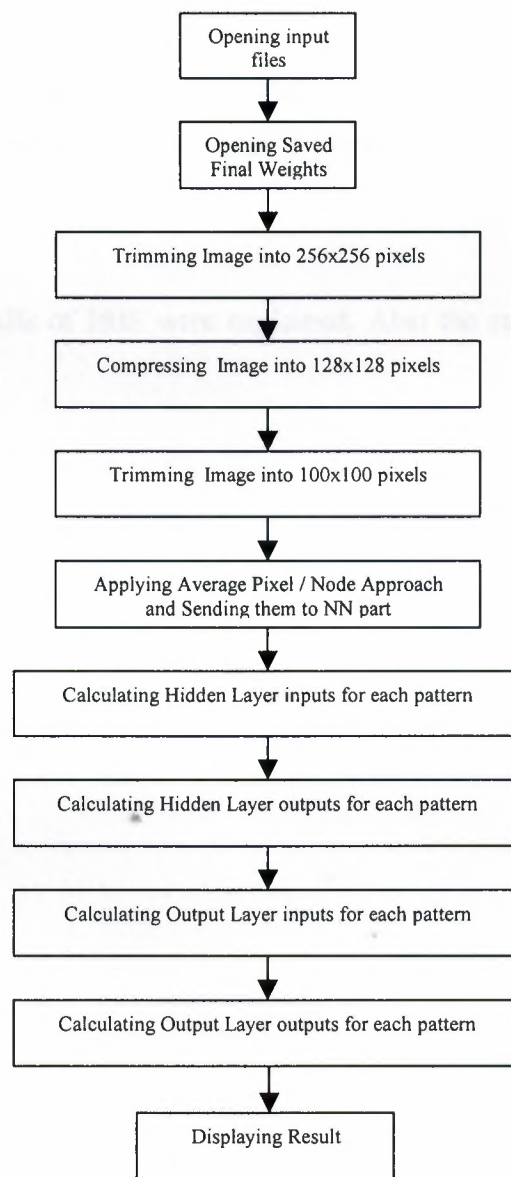 Opening input
files
Opening Saved
Final Weights
Trimming Image into 256x256 pixels
Compressing Image into 128x128 pixels
Trimming Image into 100x100 pixels
Applying Average Pixel / Node Approach
and Sending them to NN part
Calculating Hidden Layer inputs for each pattern
Calculating Hidden Layer outputs for each pattern
Calculating Output Layer inputs for each pattern
Calculating Output Layer outputs for each pattern
Displaying Result